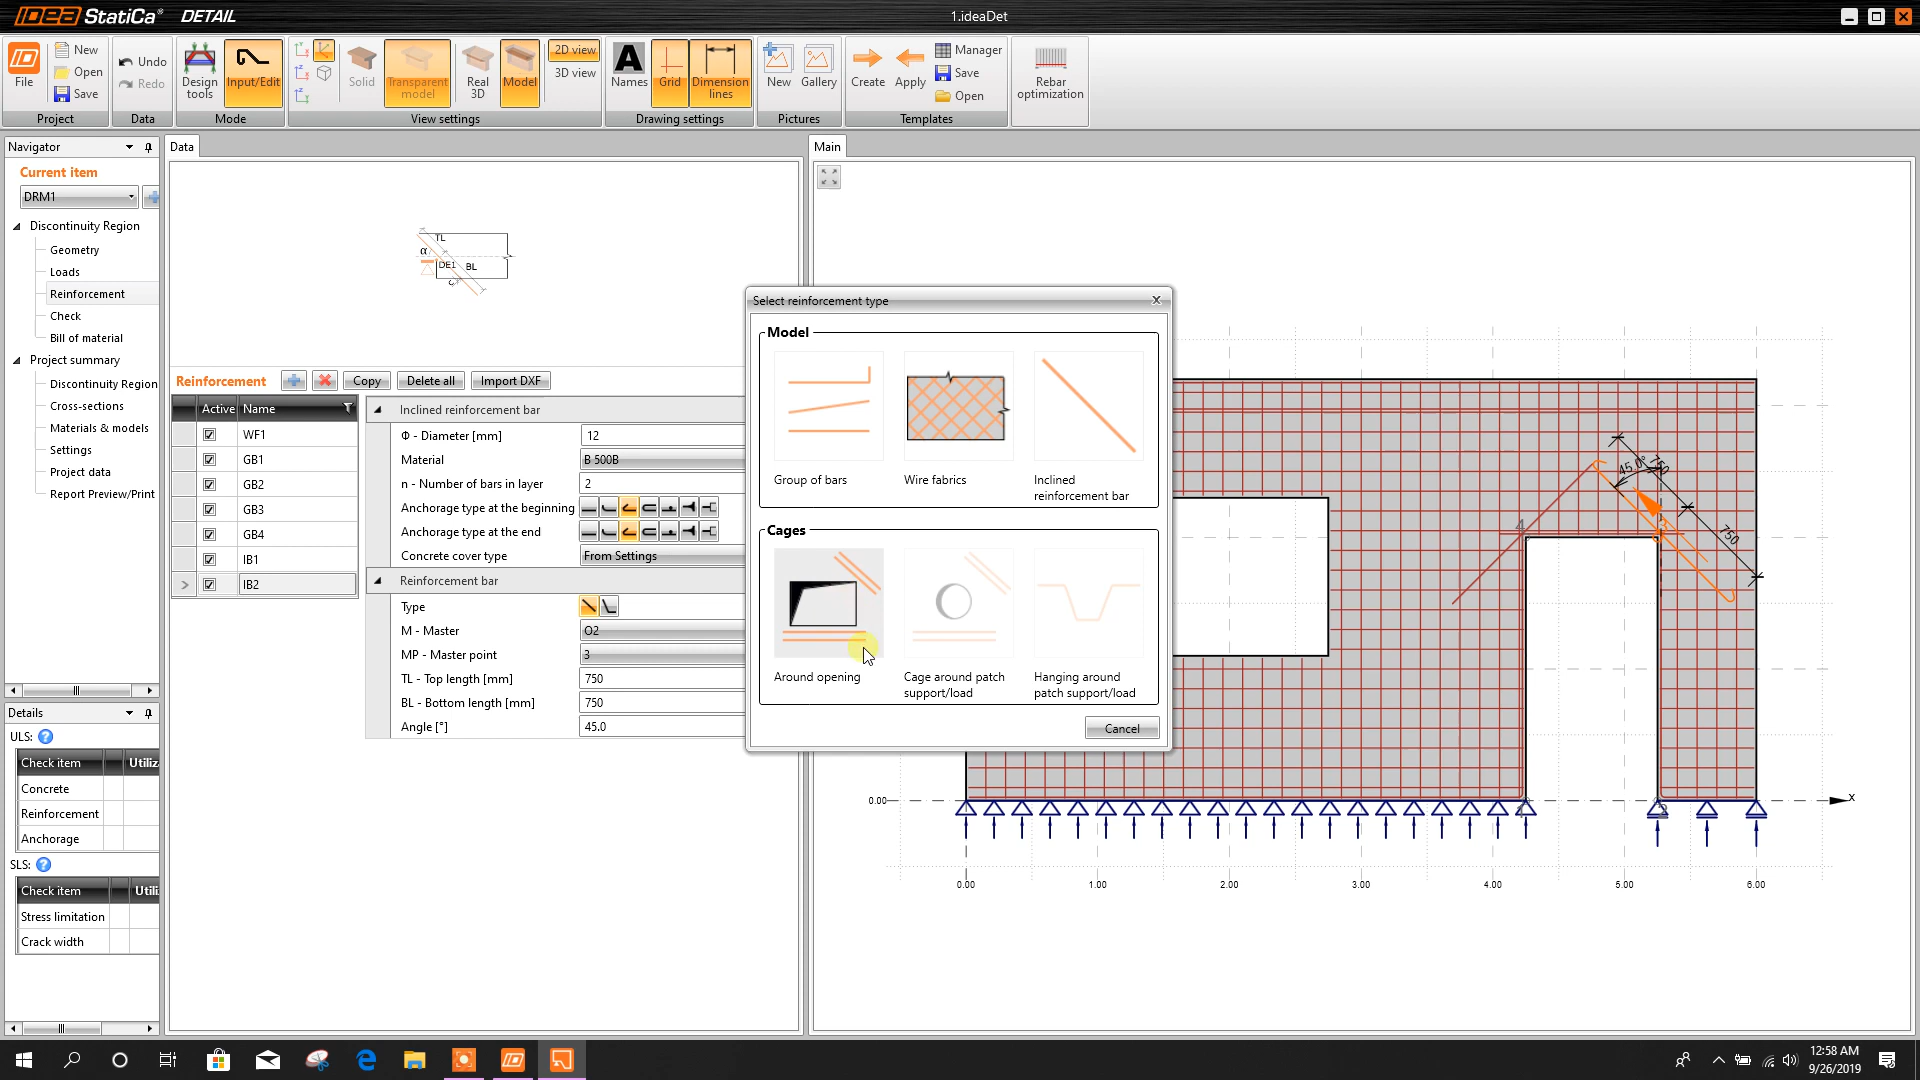 IDEA StatiCa® DETAIL
1.ideaDet
File
New
Open
Save
Project
Undo
Redo
Data
Design tools
Input/Edit
Mode
Solid
Transparent model
Real 3D
Model
2D view
3D view
View settings
Names
Grid
Dimension lines
Drawing settings
New
Gallery
Pictures
Create
Apply
Manager
Save
Open
Templates
Rebar optimization
Navigator
Current item
DRM1
Discontinuity Region
Geometry
Loads
Reinforcement
Check
Bill of material
Project summary
Discontinuity Region
Cross-sections
Materials & models
Settings
Project data
Report Preview/Print
Details
ULS:
Check item Utiliz
Concrete
Reinforcement
Anchorage
SLS:
Check item Utili
Stress limitation
Crack width
Data
TL
α
DE1 BL
c
Reinforcement Copy Delete all Import DXF
Active Name
WF1
GB1
GB2
GB3
GB4
IB1
IB2
Inclined reinforcement bar
Φ - Diameter [mm] 12
Material B 500B
n - Number of bars in layer 2
Anchorage type at the beginning
Anchorage type at the end
Concrete cover type From Settings
Reinforcement bar
Type
M - Master O2
MP - Master point 3
TL - Top length [mm] 750
BL - Bottom length [mm] 750
Angle [°] 45.0
Select reinforcement type
x
Model
Group of bars
Wire fabrics
Inclined reinforcement bar
Cages
Around opening
Cage around patch support/load
Hanging around patch support/load
Cancel
Main
45.0°
750
750
4
0.00
x
0.00 1.00 2.00 3.00 4.00 5.00 6.00
12:58 AM
9/26/2019